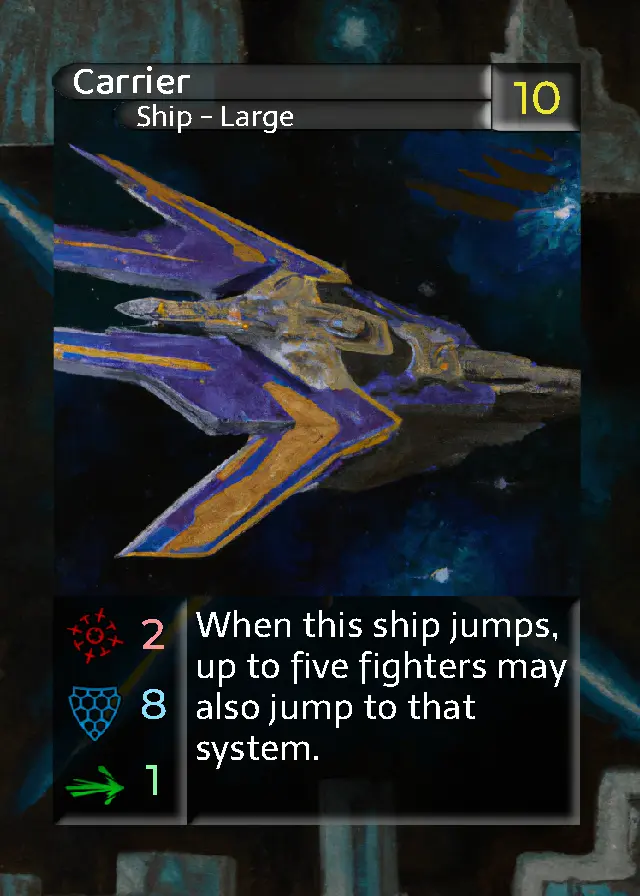 Carrier
10
Ship – Large
2
8
1
When this ship jumps,
up to five fighters may
also jump to that
system.